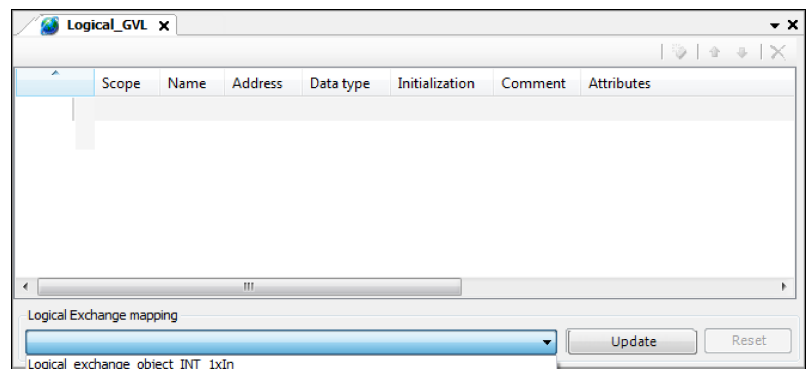 Logical_GVL
Scope Name Address Data type Initialization Comment Attributes
Logical Exchange mapping
Update Reset
Logical_exchange_object_INT_1xIn